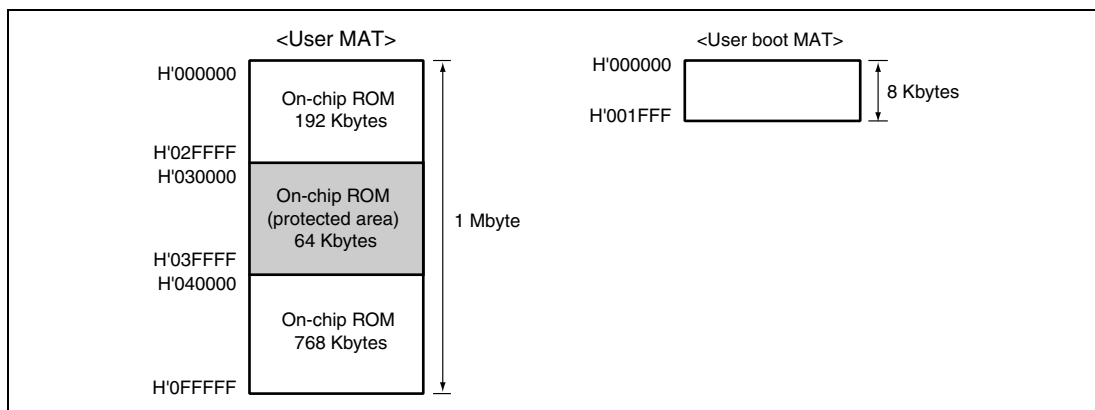 <User MAT>
H'000000
On-chip ROM
192 Kbytes
H'02FFFF
H'030000
On-chip ROM
(protected area)
64 Kbytes
H'03FFFF
H'040000
On-chip ROM
768 Kbytes
H'0FFFFF
1 Mbyte
<User boot MAT>
H'000000
H'001FFF
8 Kbytes